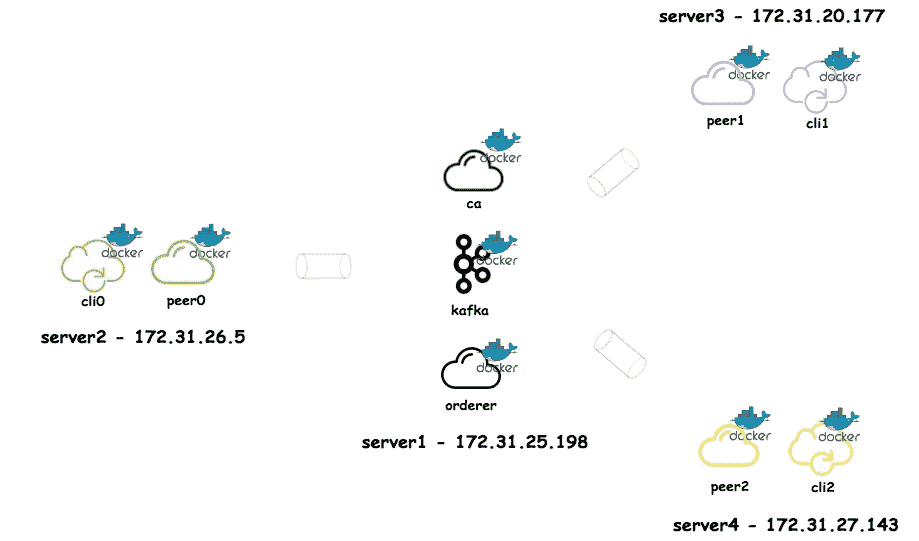 server3 - 172.31.20.177
docker
docker
peer1
cli1
docker
ca
docker
docker
cli0
peer0
server2 - 172.31.26.5
docker
kafka
docker
orderer
server1 - 172.31.25.198
docker
docker
peer2
cli2
server4 - 172.31.27.143